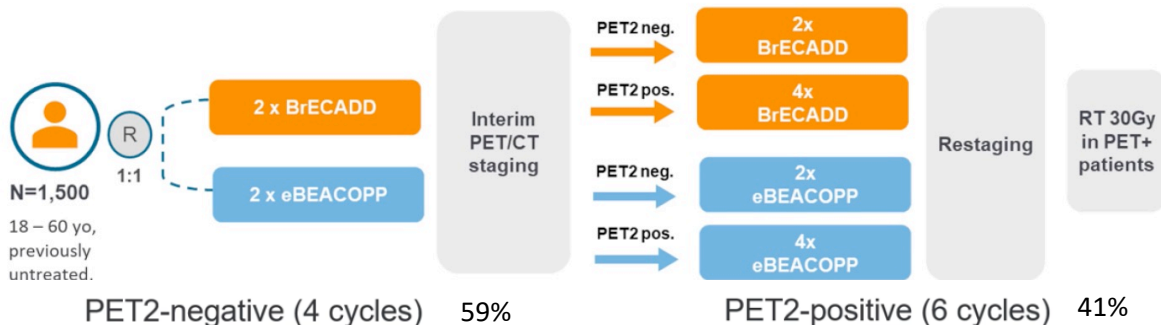 N=1,500
18 – 60 yo,
previously
untreated.
R
1:1
2 x BrECADD
2 x eBEACOPP
Interim
PET/CT
staging
PET2 neg.
PET2 pos.
PET2 neg.
PET2 pos.
2x
BrECADD
4x
BrECADD
2x
eBEACOPP
4x
eBEACOPP
Restaging
RT 30Gy
in PET+
patients
PET2-negative (4 cycles) 59%
PET2-positive (6 cycles) 41%